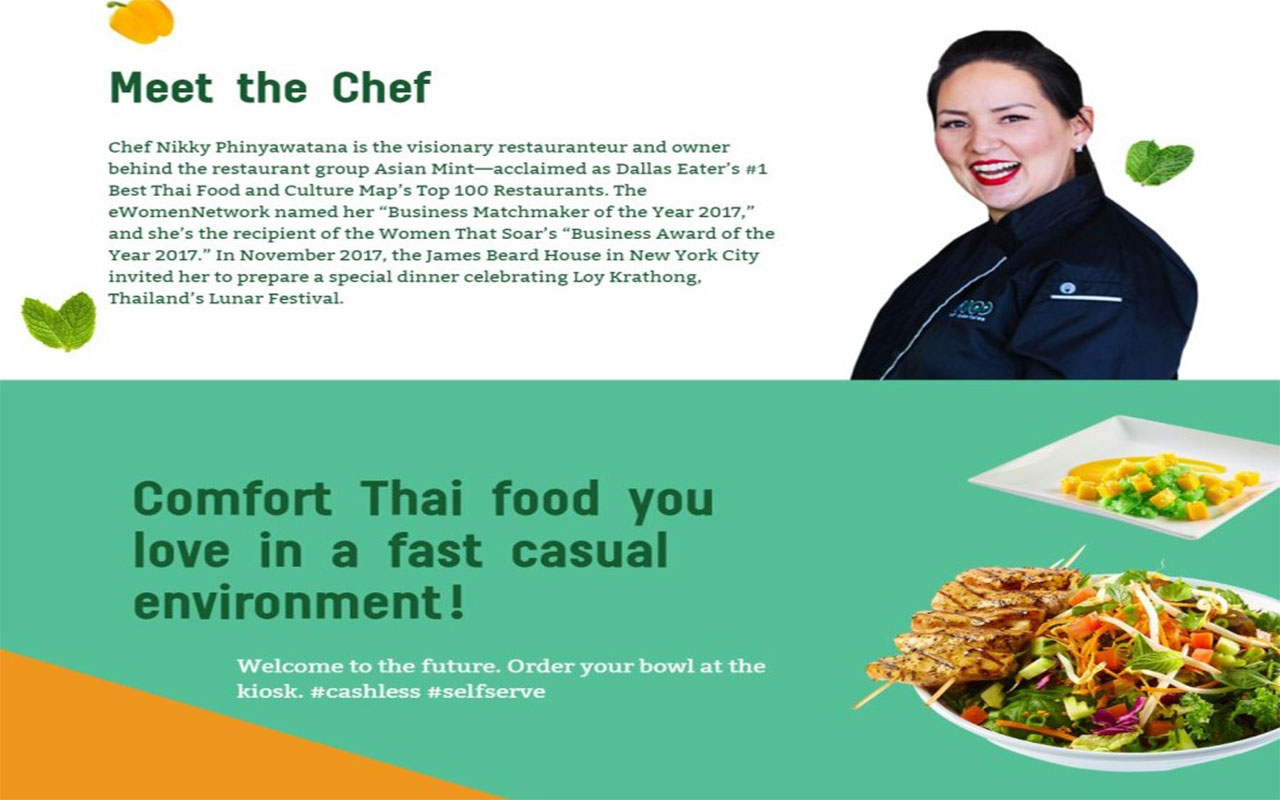 Meet the Chef
Chef Nikky Phinyawatana is the visionary restauranteur and owner
behind the restaurant group Asian Mint—acclaimed as Dallas Eater’s #1
Best Thai Food and Culture Map’s Top 100 Restaurants. The
eWomenNetwork named her “Business Matchmaker of the Year 2017,”
and she’s the recipient of the Women That Soar’s “Business Award of the
Year 2017.” In November 2017, the James Beard House in New York City
invited her to prepare a special dinner celebrating Loy Krathong,
Thailand’s Lunar Festival.
Comfort Thai food you
love in a fast casual
environment!
Welcome to the future. Order your bowl at the
kiosk. #cashless #selfserve